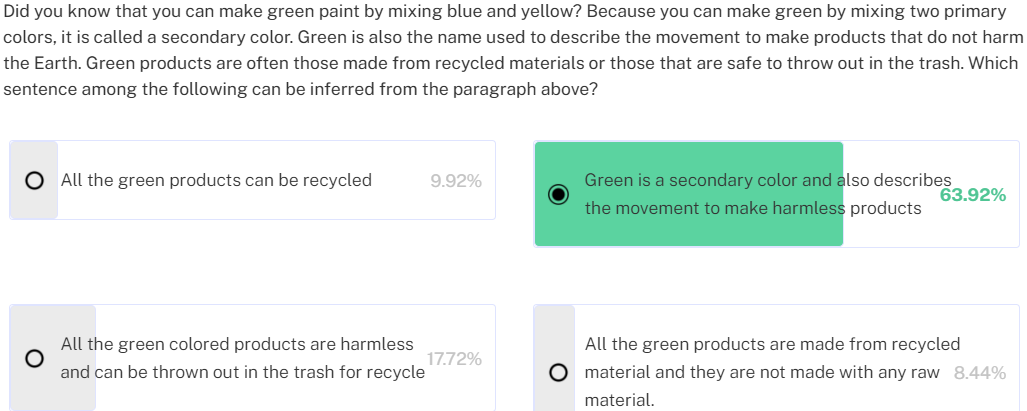 Did you know that you can make green paint by mixing blue and yellow? Because you can make green by mixing two primary
colors, it is called a secondary color. Green is also the name used to describe the movement to make products that do not harm
the Earth. Green products are often those made from recycled materials or those that are safe to throw out in the trash. Which
sentence among the following can be inferred from the paragraph above?
All the green products can be recycled
9.92%
Green is a secondary color and also describes
the movement to make harmless products
63.92%
All the green colored products are harmless
and can be thrown out in the trash for recycle
17.72%
All the green products are made from recycled
material and they are not made with any raw
material.
8.44%